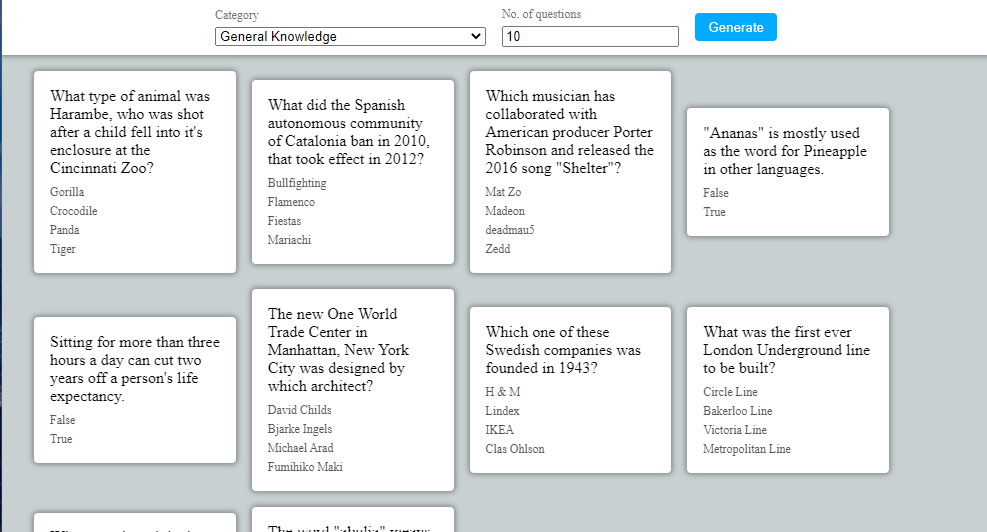 Category
No. of questions
General Knowledge
10
Generate
What type of animal was
Harambe, who was shot
after a child fell into it's
enclosure at the
Cincinnati Zoo?
Gorilla
Crocodile
Panda
Tiger
What did the Spanish
autonomous community
of Catalonia ban in 2010,
that took effect in 2012?
Bullfighting
Flamenco
Fiestas
Mariachi
Which musician has
collaborated with
American producer Porter
Robinson and released the
2016 song "Shelter"?
Mat Zo
Madeon
deadmau5
Zedd
"Ananas" is mostly used
as the word for Pineapple
in other languages.
False
True
Sitting for more than three
hours a day can cut two
years off a person's life
expectancy.
False
True
The new One World
Trade Center in
Manhattan, New York
City was designed by
which architect?
David Childs
Bjarke Ingels
Michael Arad
Fumihiko Maki
Which one of these
Swedish companies was
founded in 1943?
H & M
Lindex
IKEA
Clas Ohlson
What was the first ever
London Underground line
to be built?
Circle Line
Bakerloo Line
Victoria Line
Metropolitan Line
The word "abulia" means